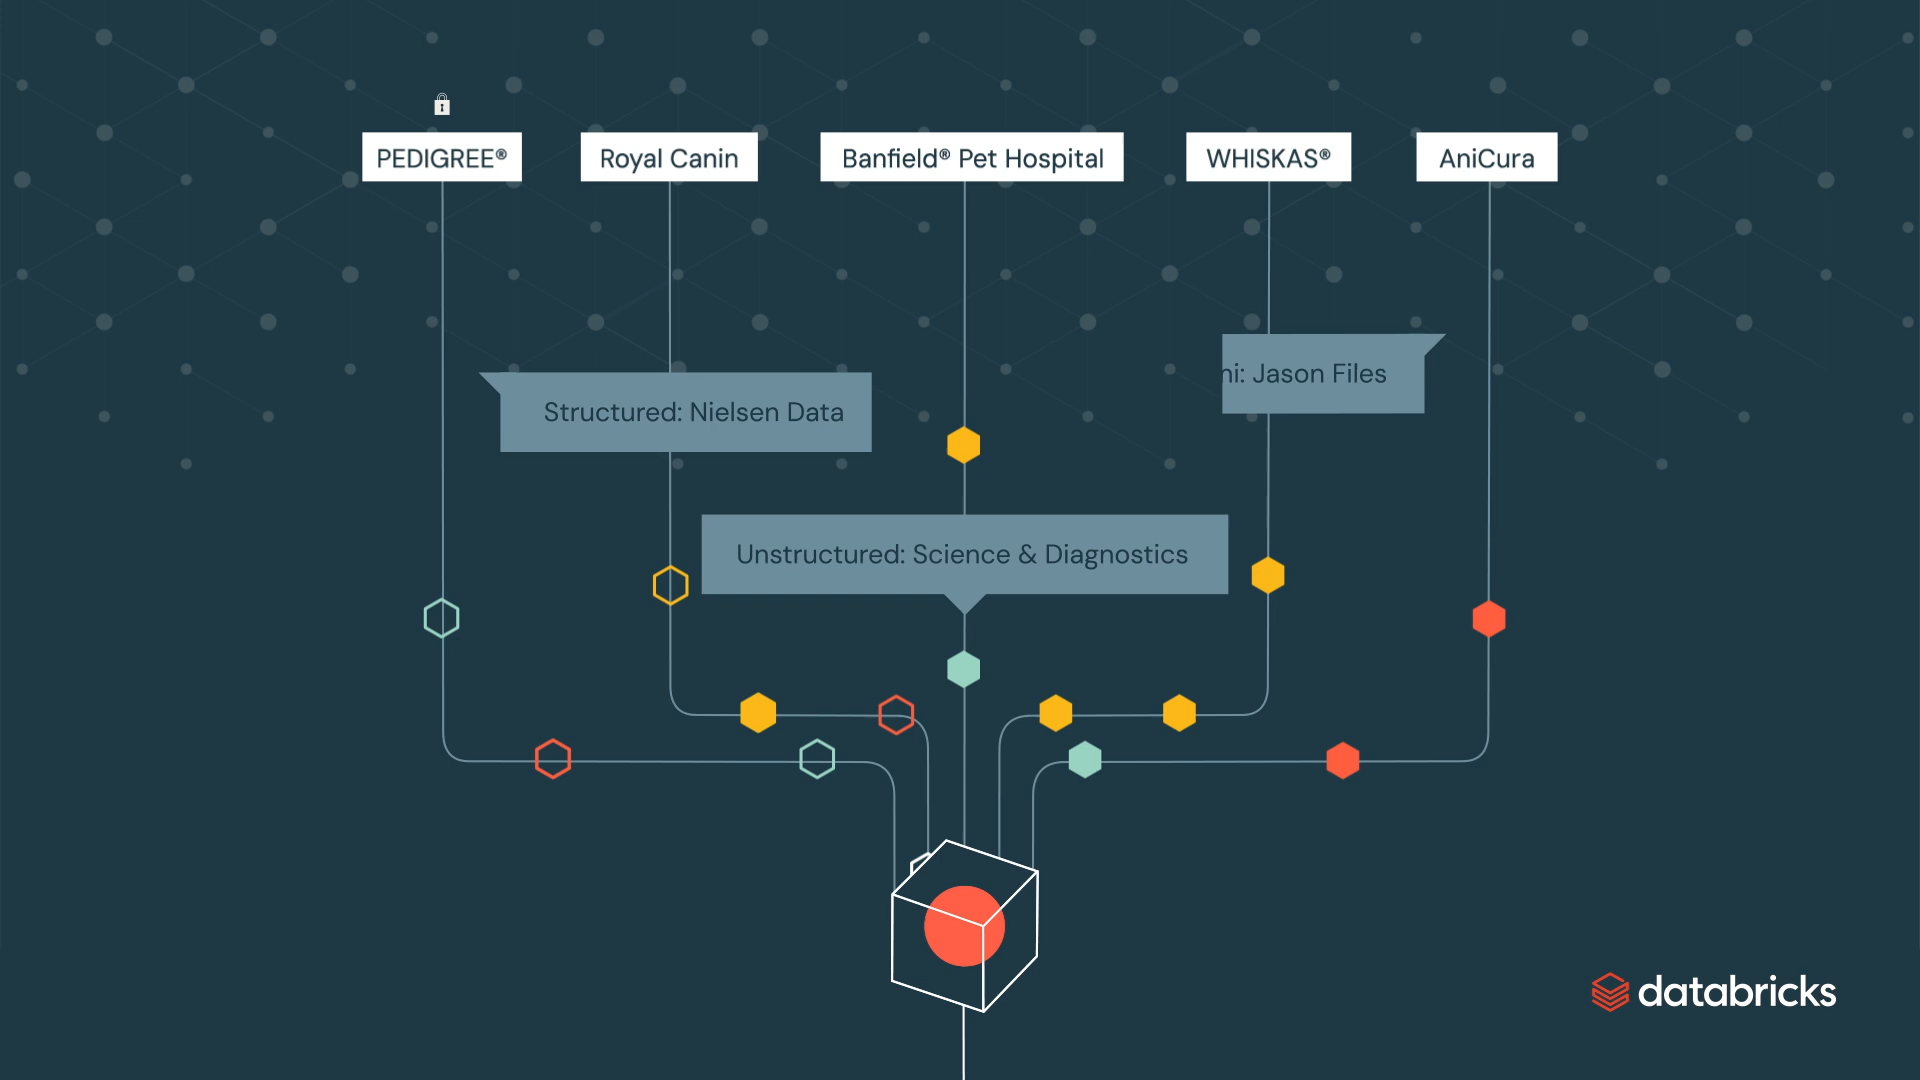 PEDIGREE®
Royal Canin
Banfield® Pet Hospital
WHISKAS®
AniCura
ni: Jason Files
Structured: Nielsen Data
Unstructured: Science & Diagnostics
databricks